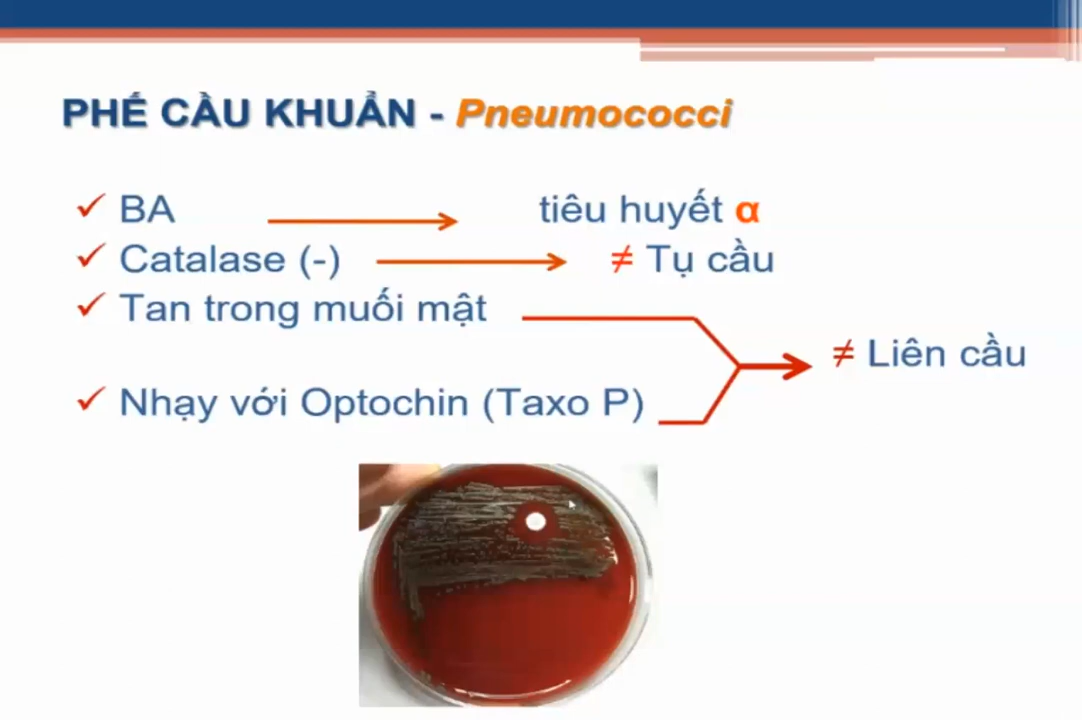 PHẾ CẦU KHUẨN - Pneumococci
✓ BA → tiêu huyết α
✓ Catalase (-) → ≠ Tụ cầu
✓ Tan trong muối mật
≠ Liên cầu
✓ Nhạy với Optochin (Taxo P)